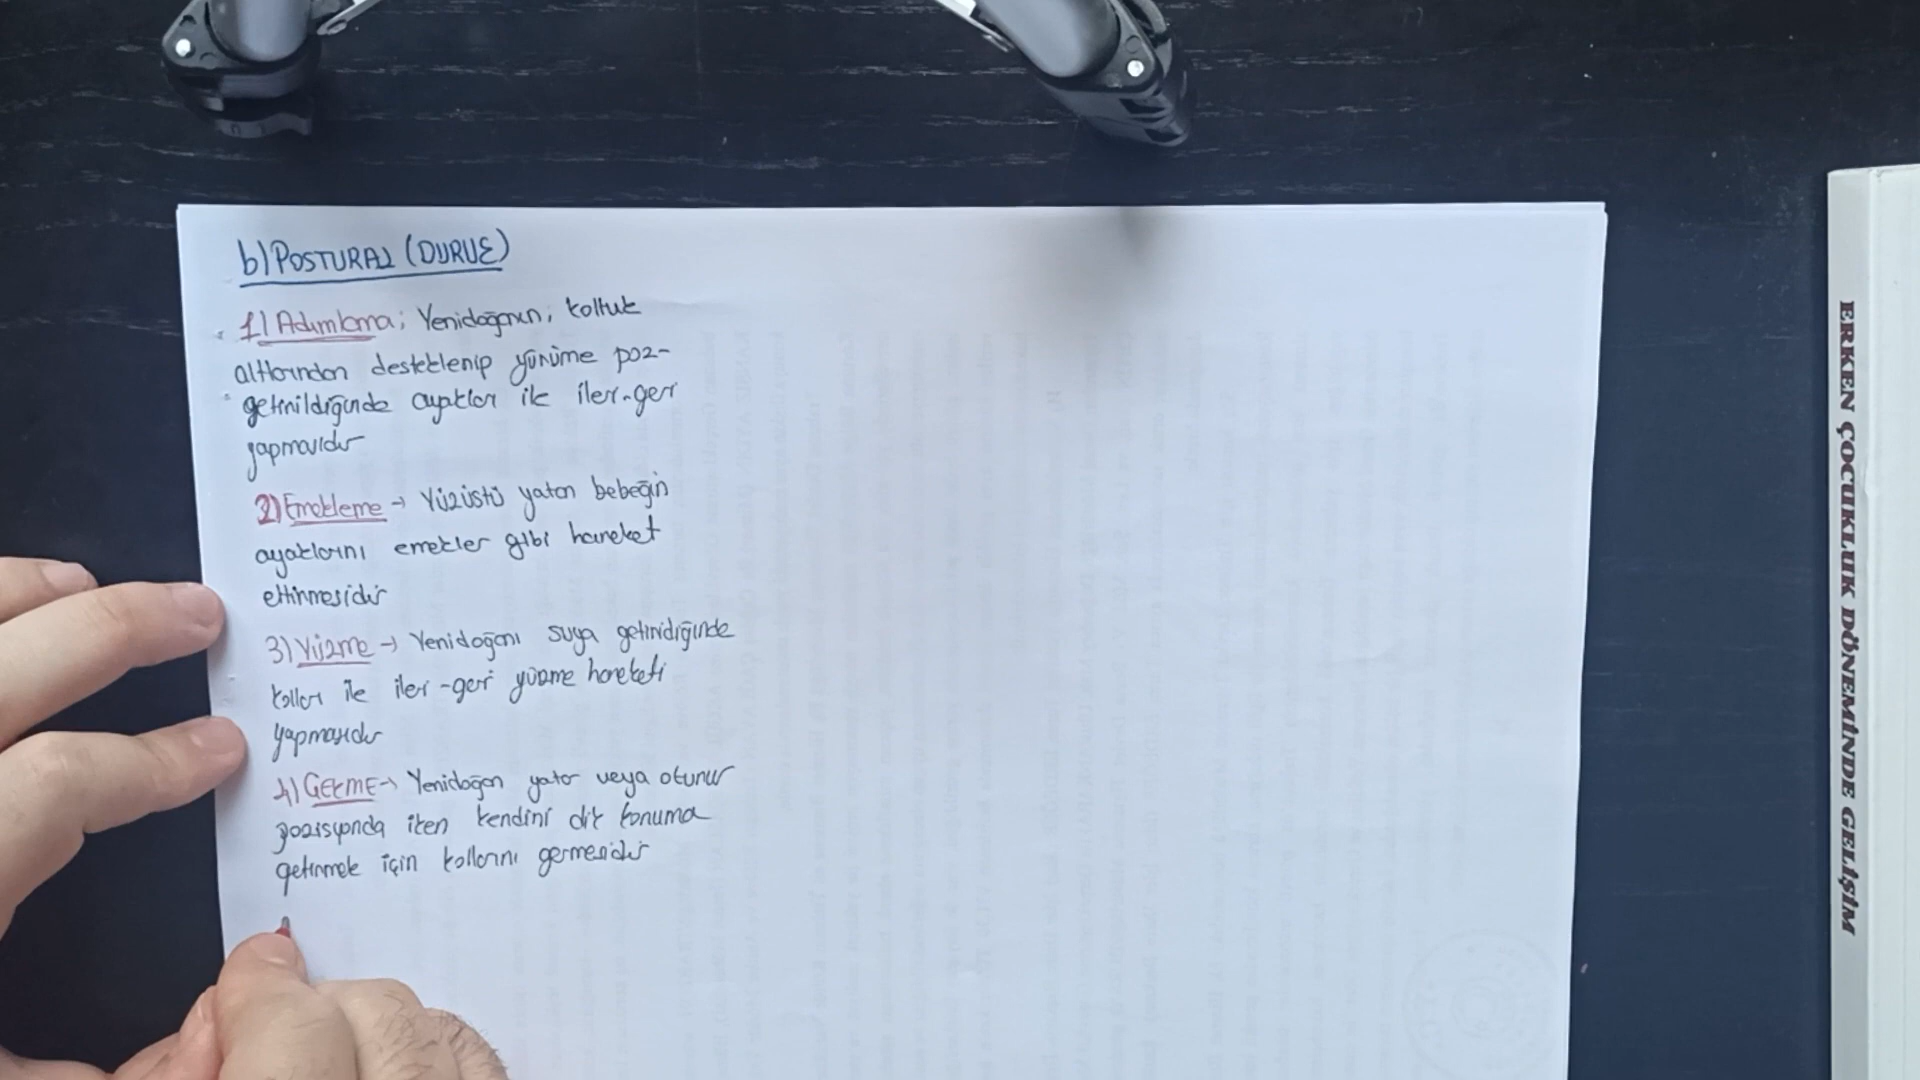 b) POSTURAL (DURUŞ)
1) Adımlama; Yenidoğanın, koltuk
altlarından desteklenip yürüme poz-
getirildiğinde ayaklar ile ileri-geri
yapmasıdır
2) Emekleme → Yüzüstü yatan bebeğin
ayaklarını emekler gibi hareket
ettirmesidir
3) Yüzme → Yenidoğanı suya getirdiğinde
kolları ile ileri-geri yüzme hareketi
yapmasıdır
4) GERME → Yenidoğan yatar veya oturur
pozisyonda iken kendini dik konuma
getirmek için kollarını germesidir
ERKEN ÇOCUKLUK DÖNEMİNDE GELİŞİM